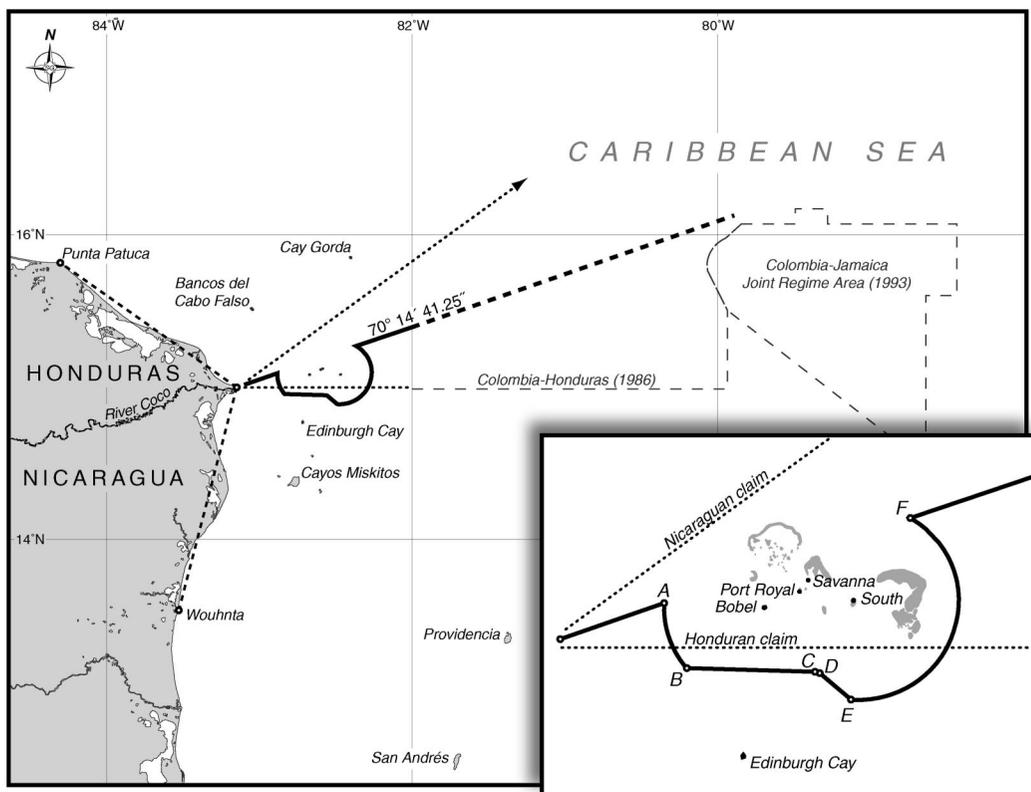 84°W
82°W
80°W
N
CARIBBEAN SEA
16°N
Punta Patuca
Cay Gorda
Bancos del
Cabo Falso
Colombia-Jamaica
Joint Regime Area (1993)
70° 14′ 41.25″
HONDURAS
Colombia-Honduras (1986)
River Coco
Edinburgh Cay
NICARAGUA
Cayos Miskitos
14°N
Wouhnta
Providencia
San Andrés
Nicaraguan claim
F
A
Port Royal
Savanna
Bobel
South
Honduran claim
B
C
D
E
Edinburgh Cay